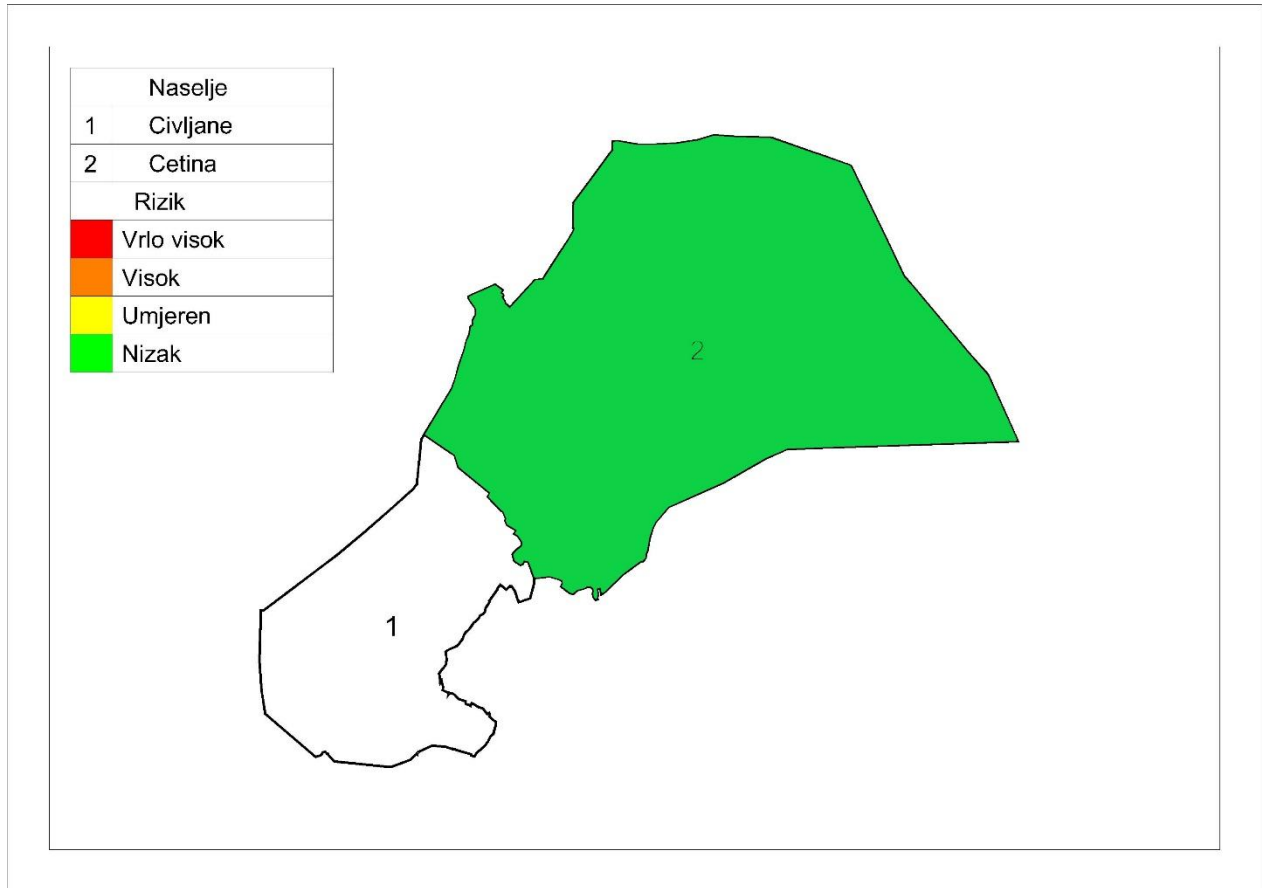 Naselje
1 Civljane
2 Cetina
Rizik
Vrlo visok
Visok
Umjeren
Nizak
2
1